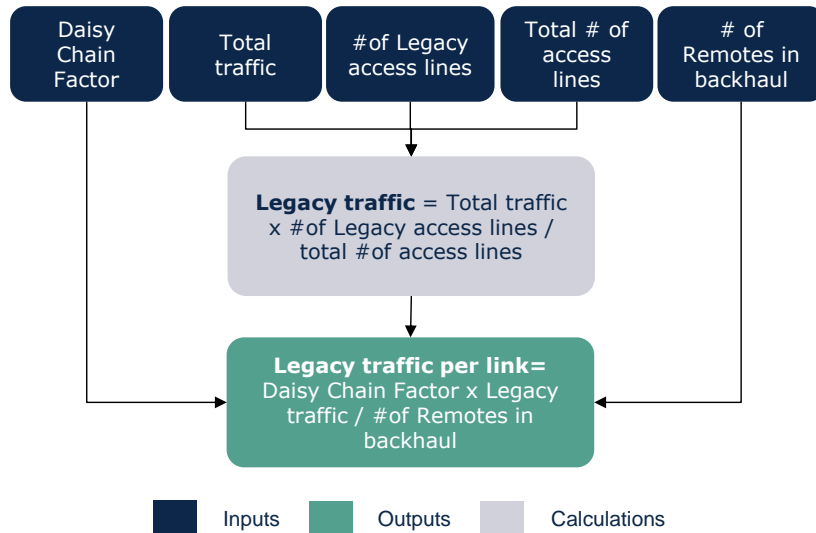 Daisy
Chain
Factor
Total
traffic
#of Legacy
access lines
Total # of
access
lines
# of
Remotes in
backhaul
Legacy traffic = Total traffic
x #of Legacy access lines /
total #of access lines
Legacy traffic per link=
Daisy Chain Factor x Legacy
traffic / #of Remotes in
backhaul
Inputs
Outputs
Calculations